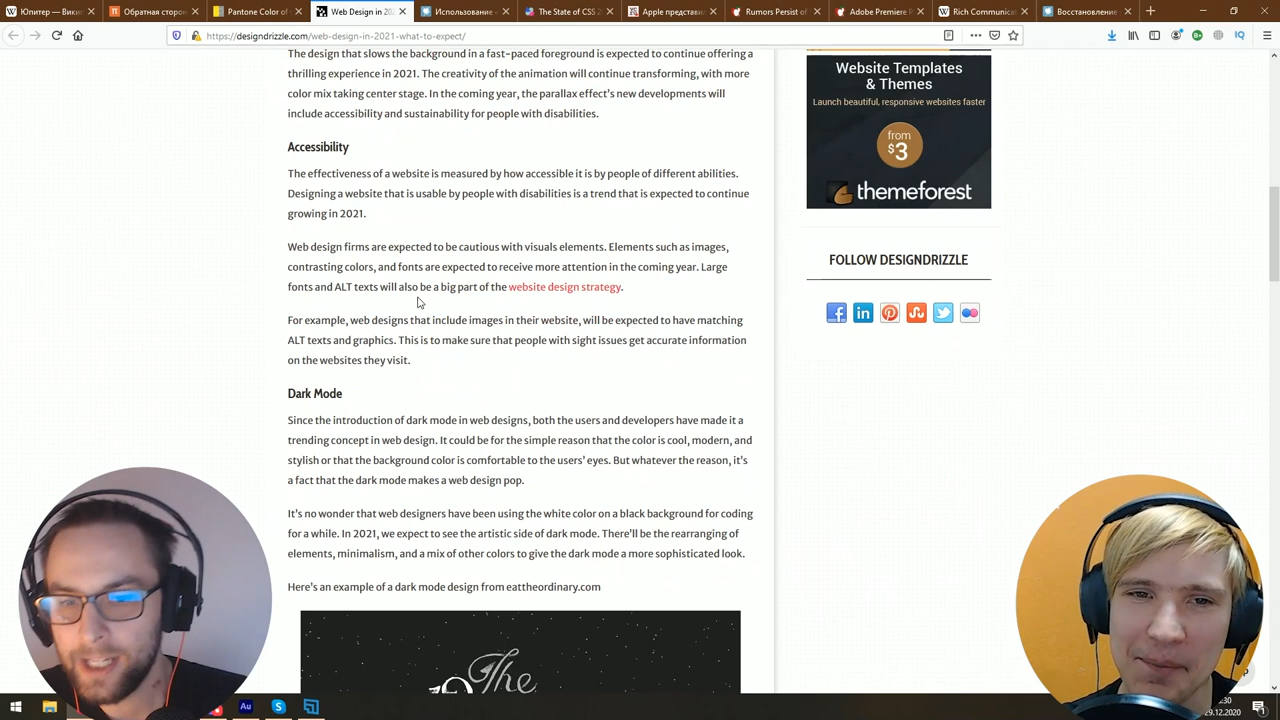 Юпитер — Вики
Обратная сторон
Pantone Color of
Web Design in 202
Использование
The State of CSS 2
Apple представи
Rumors Persist of
Adobe Persistent
Rich Communicat
Восстановление
https://designdrizzle.com/web-design-in-2021-what-to-expect/
The design that slows the background in a fast-paced foreground is expected to continue offering a
thrilling experience in 2021. The creativity of the animation will continue transforming, with more
color mix taking center stage. In the coming year, the parallax effect's new developments will
include accessibility and sustainability for people with disabilities.
Accessibility
The effectiveness of a website is measured by how accessible it is by people of different abilities.
Designing a website that is usable by people with disabilities is a trend that is expected to continue
growing in 2021.
Web design firms are expected to be cautious with visuals elements. Elements such as images,
contrasting colors, and fonts are expected to receive more attention in the coming year. Large
fonts and ALT texts will also be a big part of the website design strategy.
For example, web designs that include images in their website, will be expected to have matching
ALT texts and graphics. This is to make sure that people with sight issues get accurate information
on the websites they visit.
Dark Mode
Since the introduction of dark mode in web designs, both the users and developers have made it a
trending concept in web design. It could be for the simple reason that the color is cool, modern, and
stylish or that the background color is comfortable to the users' eyes. But whatever the reason, it's
a fact that the dark mode makes a web design pop.
It's no wonder that web designers have been using the white color on a black background for coding
for a while. In 2021, we expect to see the artistic side of dark mode. There'll be the rearranging of
elements, minimalism, and a mix of other colors to give the dark mode a more sophisticated look.
Here's an example of a dark mode design from eattheordinary.com
The
Website Templates
& Themes
Launch beautiful, responsive websites faster
from
$3
themeforest
FOLLOW DESIGNDRIZZLE
Au
:30
29.12.2020